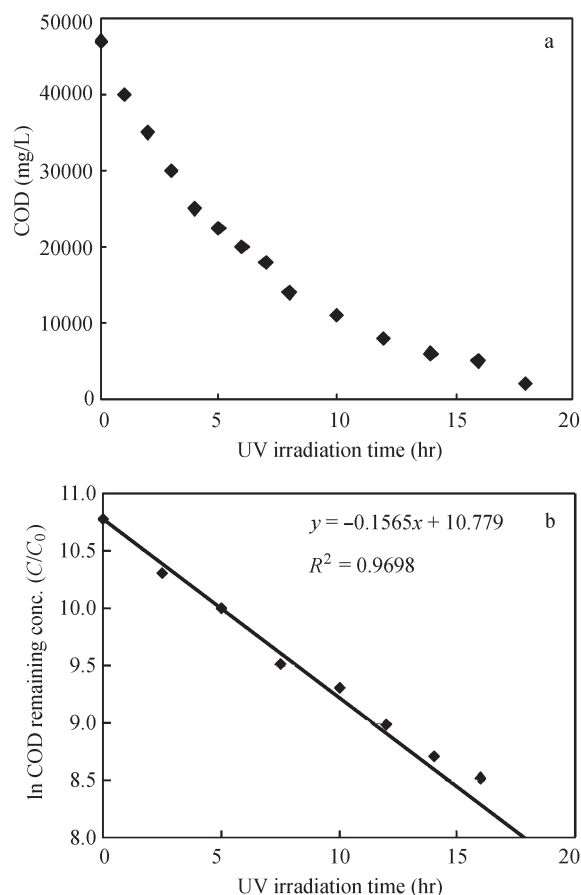 50000
a
40000
30000
20000
10000
0
COD (mg/L)
0 5 10 15 20
UV irradiation time (hr)
11.0
y = –0.1565x + 10.779
b
R² = 0.9698
10.5
10.0
9.5
9.0
8.5
8.0
ln COD remaining conc. (C/C₀)
0 5 10 15 20
UV irradiation time (hr)